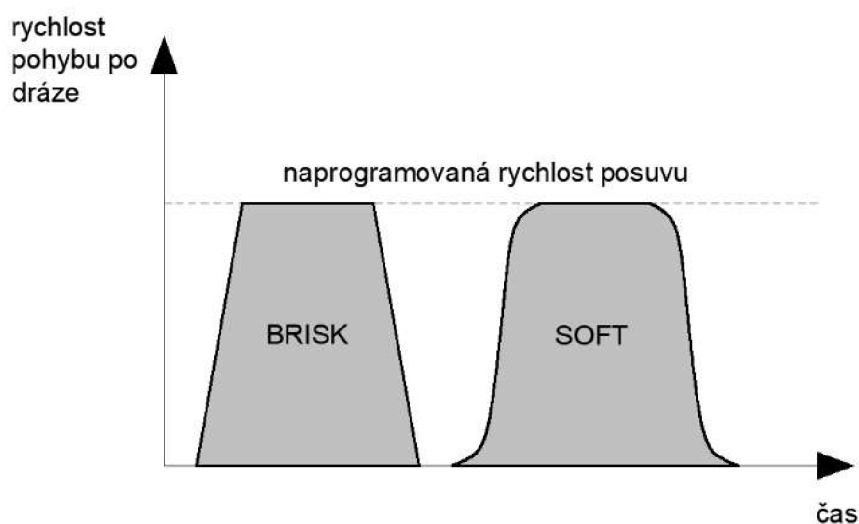 rychlost
pohybu po
dráze
naprogramovaná rychlost posuvu
BRISK
SOFT
čas